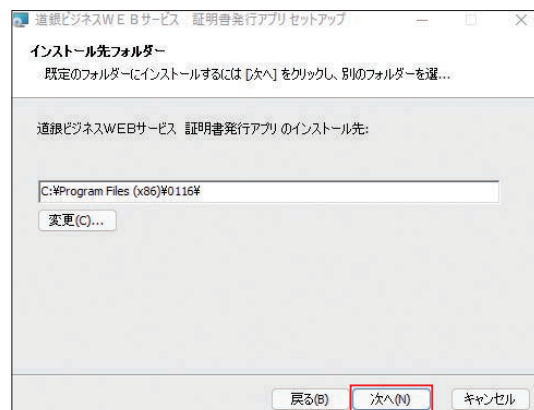 道銀ビジネスＷＥＢサービス　証明書発行アプリ セットアップ
インストール先フォルダー
既定のフォルダーにインストールするには [次へ] をクリックし、別のフォルダーを選...
道銀ビジネスWEBサービス 証明書発行アプリ のインストール先:
C:¥Program Files (x86)¥0116¥
変更(C)...
戻る(B) 次へ(N) キャンセル